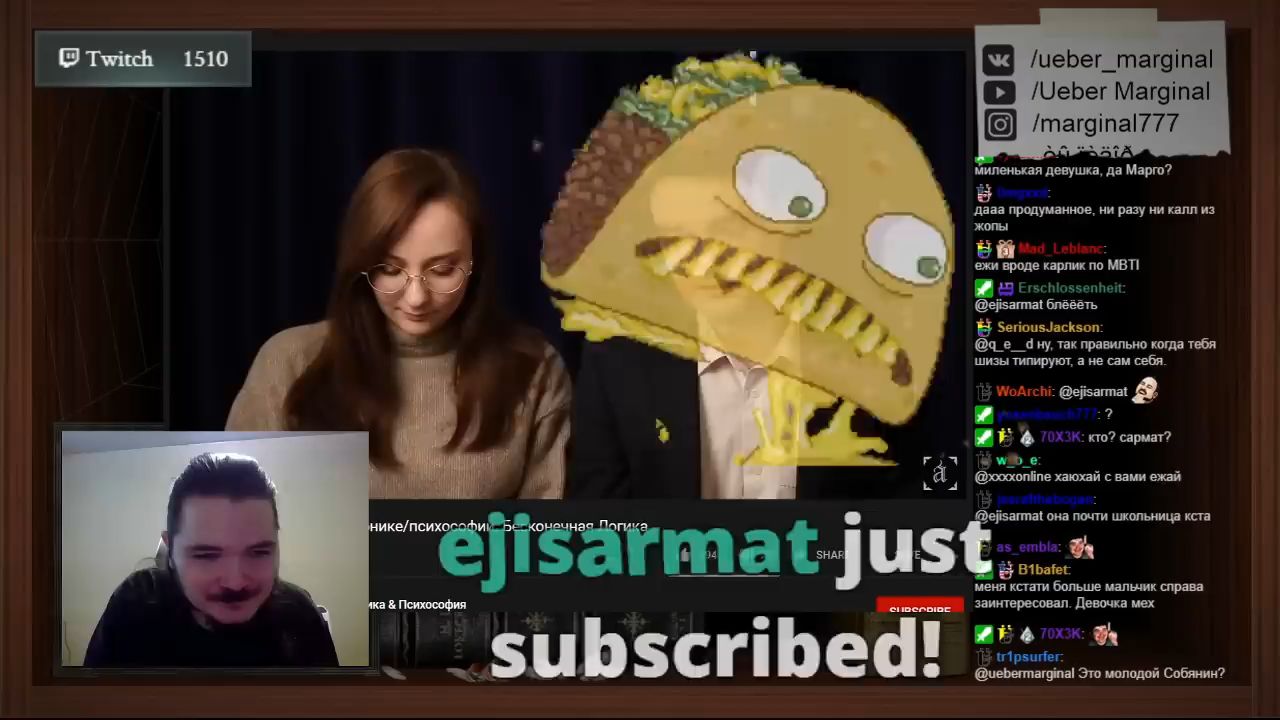 Twitch 1510
/ueber_marginal
/Ueber Marginal
/marginal777
миленькая девушка, да Марго?
дааа продуманное, ни разу ни калл из
жопы
Mad_Leblanc:
ежи вроде карлик по MBTI
Erschlossenheit:
@ejisarmat блёёёть
SeriousJackson:
@q_e__d ну, так правильно когда тебя
шизы типируют, а не сам себя.
WoArchi: @ejisarmat
: ?
70X3K: кто? сармат?
@xxxxonline хаюхай с вами ежай
@ejisarmat она почти школьница кста
as_embla:
B1bafet:
меня кстати больше мальчик справа
заинтересовал. Девочка мех
70X3K:
tr1psurfer:
@uebermarginal Это молодой Собянин?
онике/психософии. Бесконечная Логика
SHARE
ика & Психософия
SUBSCRIBE
ejisarmat just
subscribed!